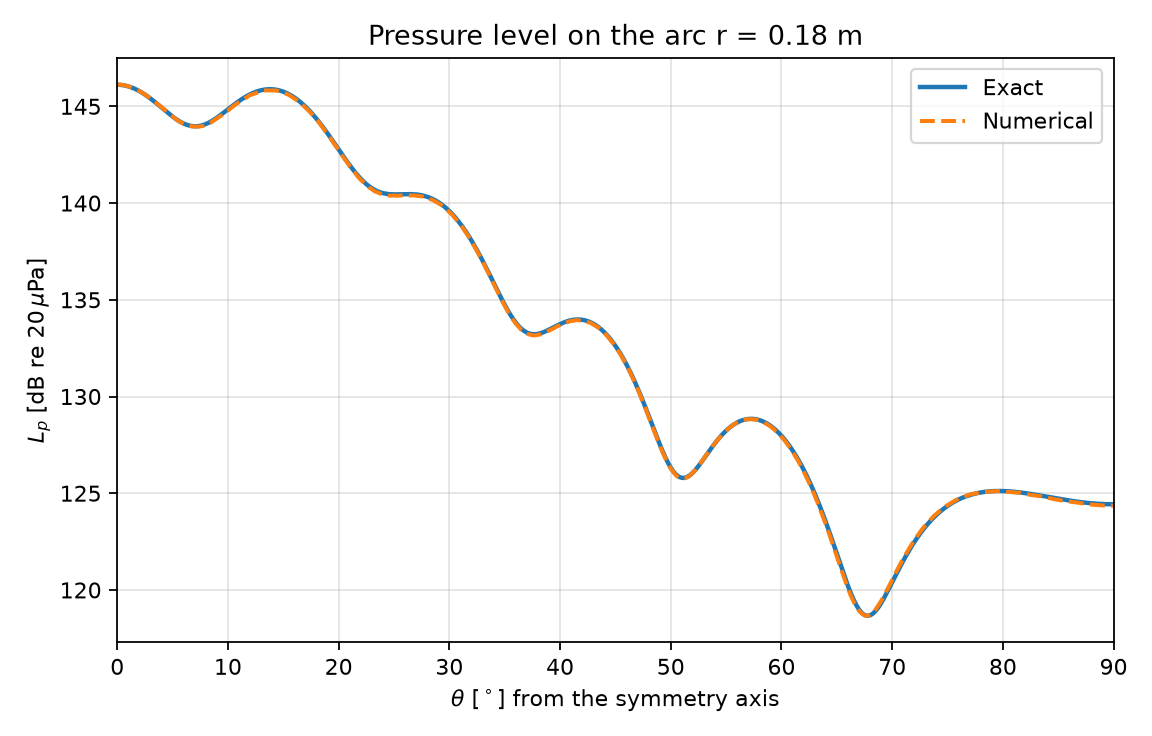 Pressure level on the arc r = 0.18 m
Exact
Numerical
145
140
135
130
125
120
L_p [dB re 20 μPa]
0 10 20 30 40 50 60 70 80 90
θ [°] from the symmetry axis